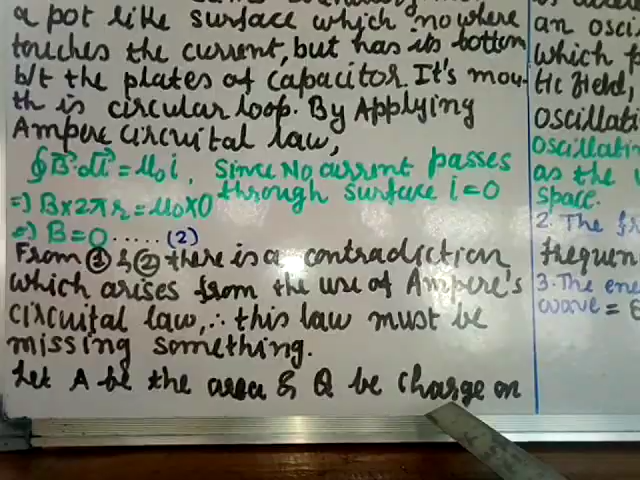 a pot like surface which nowhere
touches the current, but has its bottom
b/t the plates of capacitor. It's mou-
th is circular loop. By Applying
Ampere circuital law,
∮B⃗·dl⃗ = μ₀i, Since No current passes
through surface i=0
=> B×2πr = μ₀×0
=> B=0 ...... (2)
From ① & ② there is a contradiction
which arises from the use of Ampere's
circuital law, ∴ this law must be
missing something.
Let A be the area & Q be charge on
an osci
which p
tic field,
oscillati
oscillatin
as the
space.
2. The fr
frequen
3. The ene
wave =